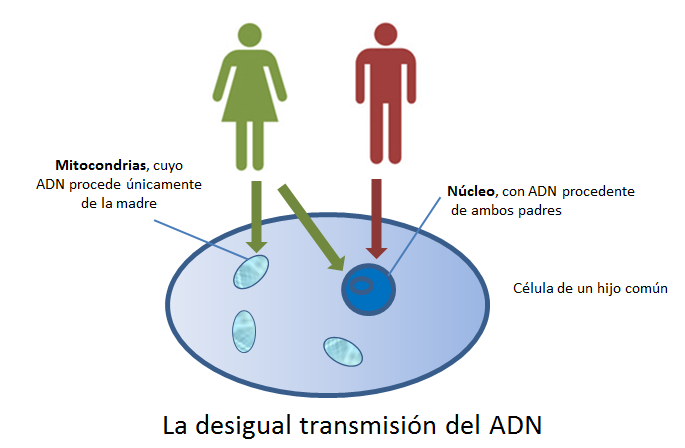 Mitocondrias, cuyo
ADN procede únicamente
de la madre
Núcleo, con ADN procedente
de ambos padres
Célula de un hijo común
La desigual transmisión del ADN